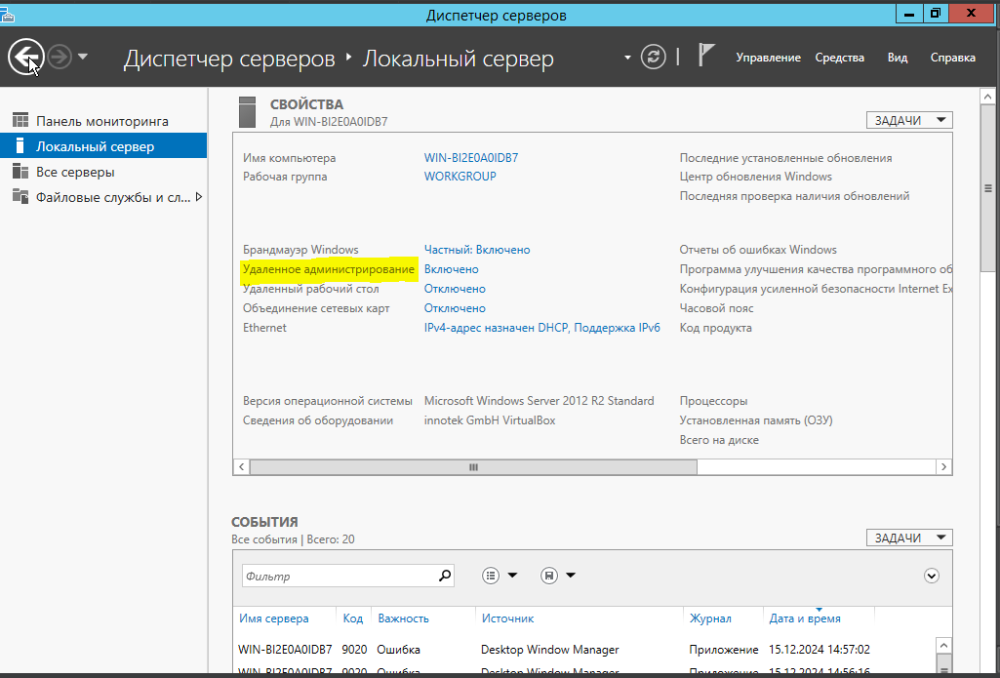 Диспетчер серверов
Диспетчер серверов ‣ Локальный сервер
Управление Средства Вид Справка
Панель мониторинга
Локальный сервер
Все серверы
Файловые службы и сл...
СВОЙСТВА
Для WIN-BI2E0A0IDB7
ЗАДАЧИ
Имя компьютера WIN-BI2E0A0IDB7 Последние установленные обновления
Рабочая группа WORKGROUP Центр обновления Windows
Последняя проверка наличия обновлений
Брандмауэр Windows Частный: Включено Отчеты об ошибках Windows
Удаленное администрирование Включено Программа улучшения качества программного об
Удаленный рабочий стол Отключено Конфигурация усиленной безопасности Internet Ex
Объединение сетевых карт Отключено Часовой пояс
Ethernet IPv4-адрес назначен DHCP, Поддержка IPv6 Код продукта
Версия операционной системы Microsoft Windows Server 2012 R2 Standard Процессоры
Сведения об оборудовании innotek GmbH VirtualBox Установленная память (ОЗУ)
Всего на диске
СОБЫТИЯ
Все события | Всего: 20
ЗАДАЧИ
Фильтр
Имя сервера Код Важность Источник Журнал Дата и время
WIN-BI2E0A0IDB7 9020 Ошибка Desktop Window Manager Приложение 15.12.2024 14:57:02
WIN-BI2E0A0IDB7 9020 Ошибка Desktop Window Manager Приложение 15.12.2024 14:56:16